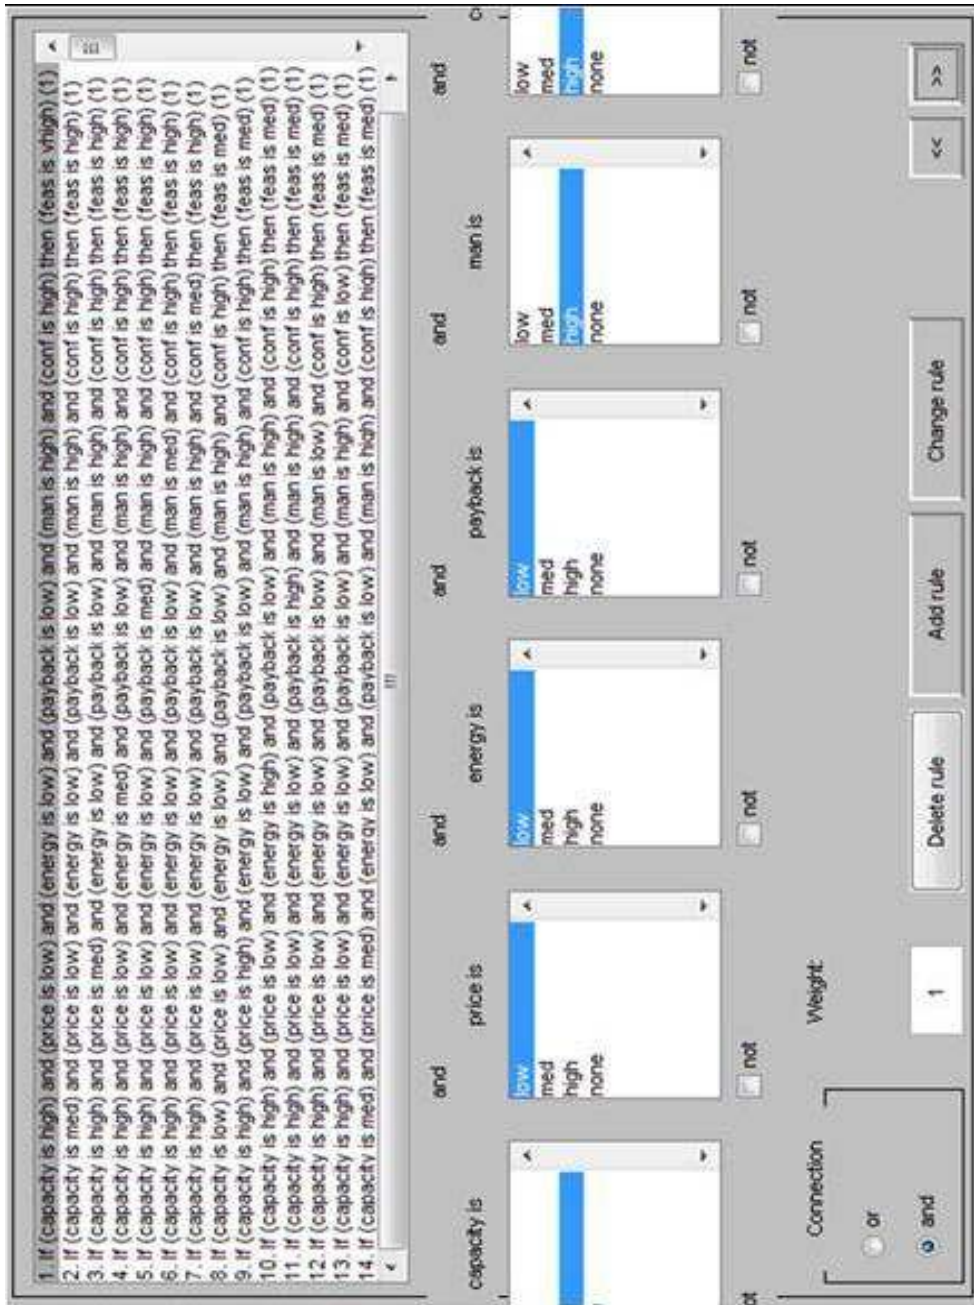 1. If (capacity is high) and (price is low) and (energy is low) and (payback is low) and (man is high) and (conf is high) then (feas is vhigh) (1)
2. If (capacity is med) and (price is low) and (energy is low) and (payback is low) and (man is high) and (conf is high) then (feas is high) (1)
3. If (capacity is high) and (price is med) and (energy is low) and (payback is low) and (man is high) and (conf is high) then (feas is high) (1)
4. If (capacity is high) and (price is low) and (energy is med) and (payback is low) and (man is high) and (conf is high) then (feas is high) (1)
5. If (capacity is high) and (price is low) and (energy is low) and (payback is med) and (man is high) and (conf is high) then (feas is high) (1)
6. If (capacity is high) and (price is low) and (energy is low) and (payback is low) and (man is med) and (conf is high) then (feas is high) (1)
7. If (capacity is high) and (price is low) and (energy is low) and (payback is low) and (man is high) and (conf is med) then (feas is high) (1)
8. If (capacity is low) and (price is low) and (energy is low) and (payback is low) and (man is high) and (conf is high) then (feas is med) (1)
9. If (capacity is high) and (price is high) and (energy is low) and (payback is low) and (man is high) and (conf is high) then (feas is med) (1)
10. If (capacity is high) and (price is low) and (energy is high) and (payback is low) and (man is high) and (conf is high) then (feas is med) (1)
11. If (capacity is high) and (price is low) and (energy is low) and (payback is high) and (man is high) and (conf is high) then (feas is med) (1)
12. If (capacity is high) and (price is low) and (energy is low) and (payback is low) and (man is low) and (conf is high) then (feas is med) (1)
13. If (capacity is high) and (price is low) and (energy is low) and (payback is low) and (man is high) and (conf is low) then (feas is med) (1)
14. If (capacity is med) and (price is med) and (energy is low) and (payback is low) and (man is high) and (conf is high) then (feas is med) (1)
and and and and and
capacity is price is energy is payback is man is c
low low low low low
med med med med med
high high high high high
none none none none none
ot not not not not not
Connection Weight:
or
and 1 Delete rule Add rule Change rule << >>